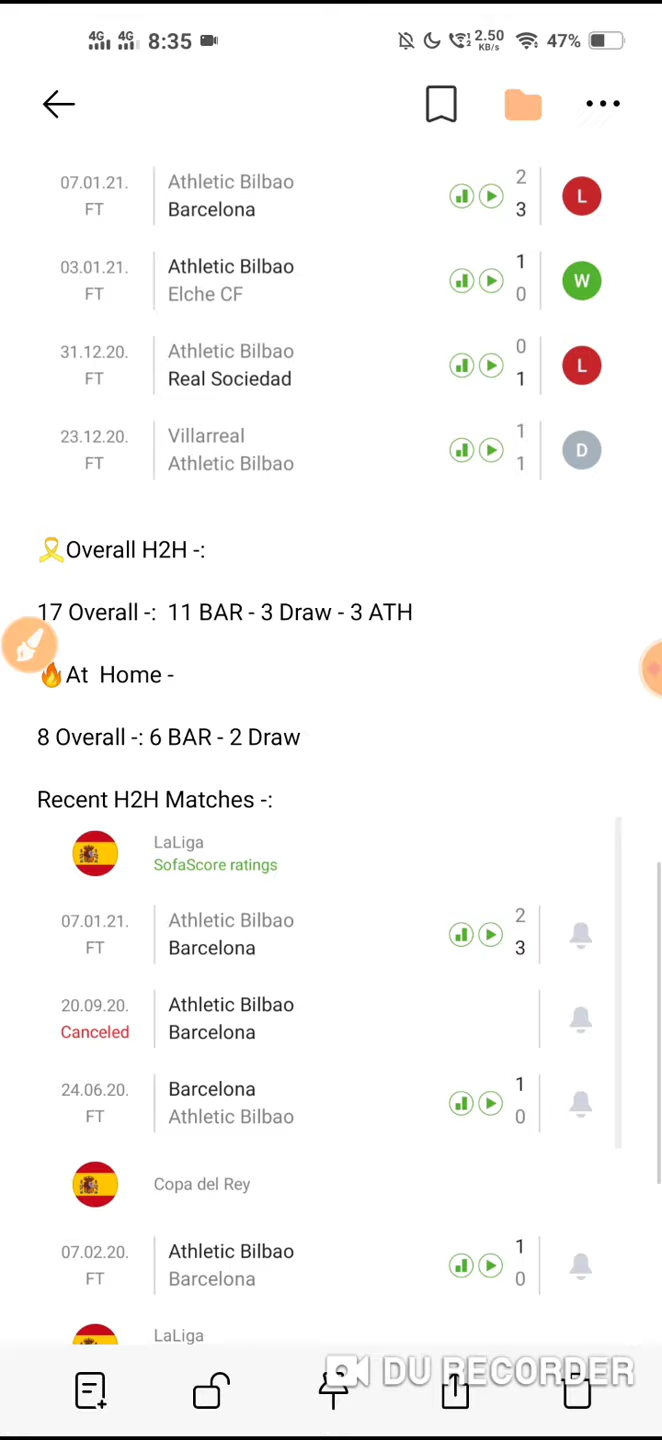 4G 4G 8:35 2.50 KB/s 47%
07.01.21. Athletic Bilbao 2
FT Barcelona 3 L
03.01.21. Athletic Bilbao 1
FT Elche CF 0 W
31.12.20. Athletic Bilbao 0
FT Real Sociedad 1 L
23.12.20. Villarreal 1
FT Athletic Bilbao 1 D
🎗Overall H2H -:
17 Overall -: 11 BAR - 3 Draw - 3 ATH
🔥At Home -
8 Overall -: 6 BAR - 2 Draw
Recent H2H Matches -:
LaLiga
SofaScore ratings
07.01.21. Athletic Bilbao 2
FT Barcelona 3
20.09.20. Athletic Bilbao
Canceled Barcelona
24.06.20. Barcelona 1
FT Athletic Bilbao 0
Copa del Rey
07.02.20. Athletic Bilbao 1
FT Barcelona 0
LaLiga
DU RECORDER